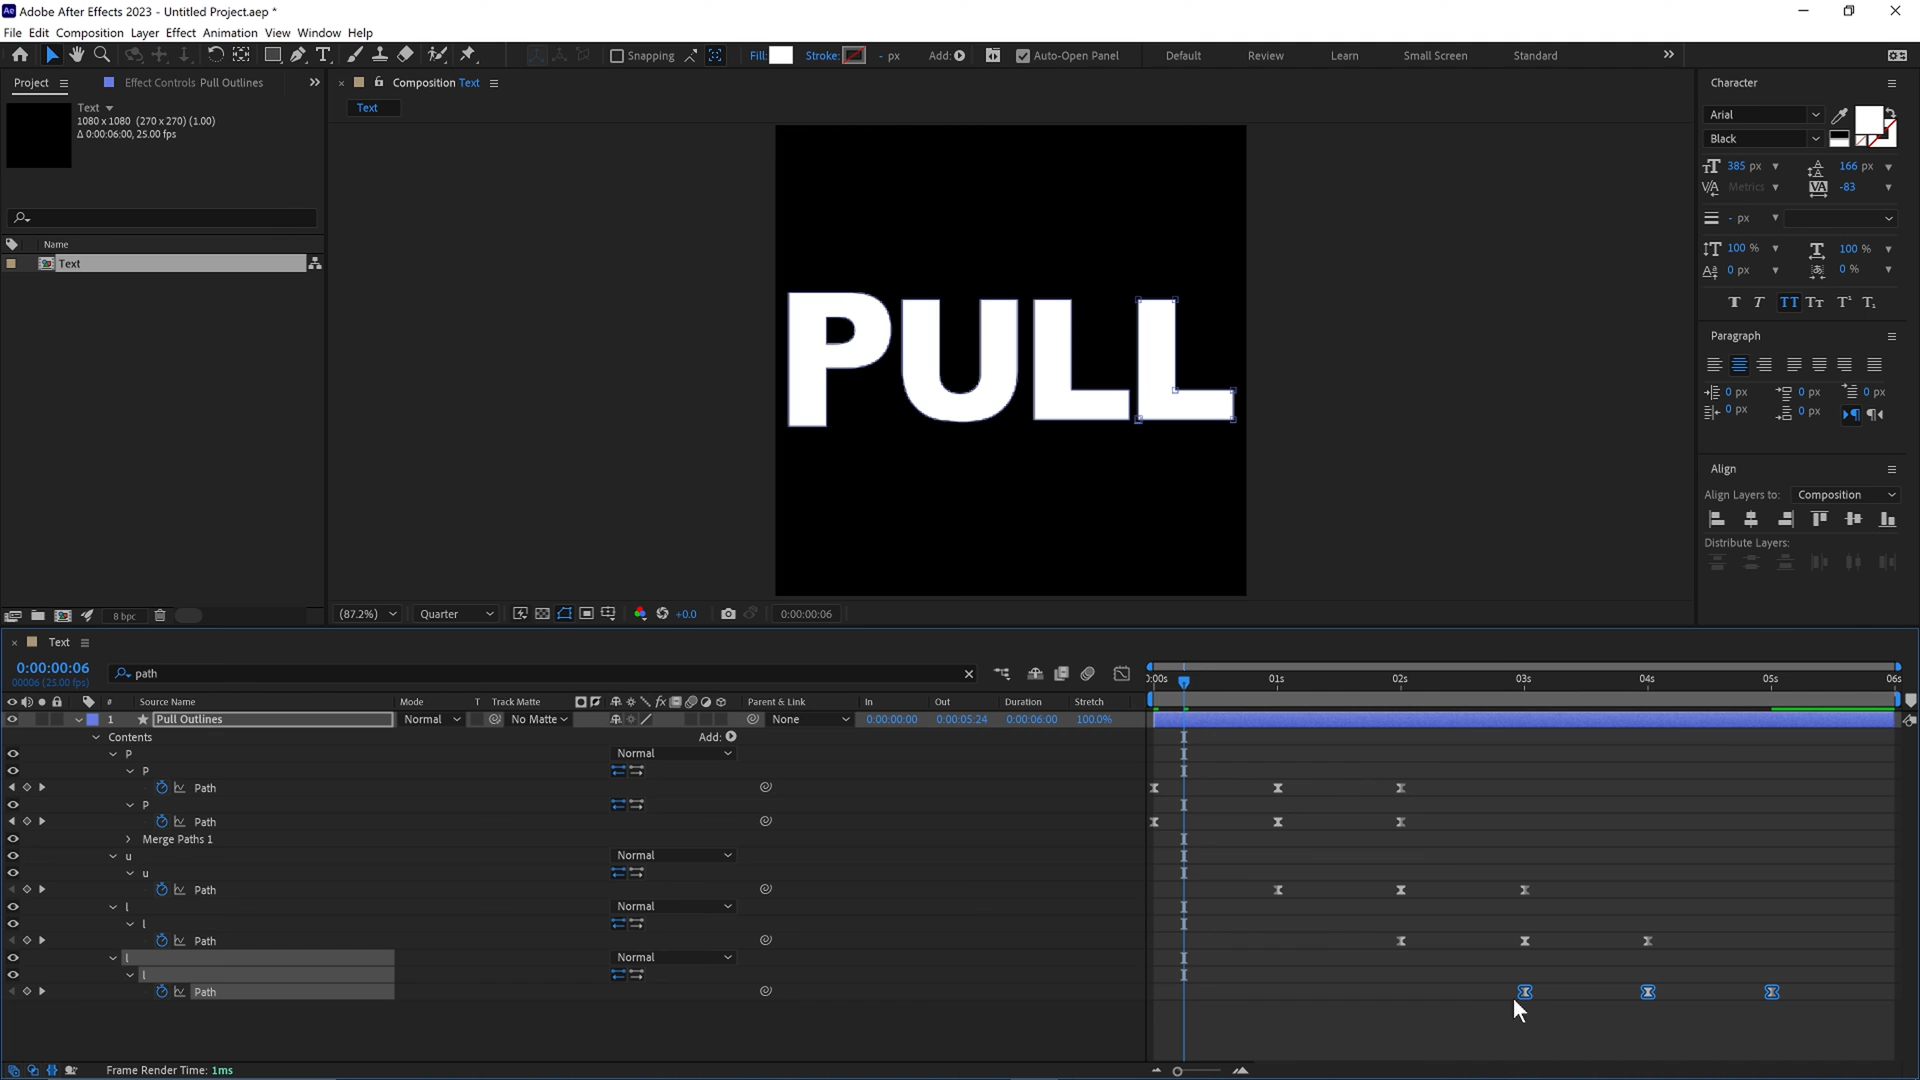 Adobe After Effects 2023 - Untitled Project.aep *
File Edit Composition Layer Effect Animation View Window Help
Snapping Fill: Stroke: - px Add: Auto-Open Panel Default Review Learn Small Screen Standard
Project Effect Controls Pull Outlines
Composition Text
Character
Text
Text
1080 x 1080 (270 x 270) (1.00)
Δ 0:00:06:00, 25.00 fps
Arial
Black
385 px 166 px
Metrics -83
- px
100 % 100 %
0 px 0 %
Name
Text
PULL
Paragraph
0 px 0 px 0 px
0 px 0 px
Align
Align Layers to: Composition
Distribute Layers:
8 bpc
(87.2%) Quarter +0.0 0:00:00:06
Text
0:00:00:06
00006 (25.00 fps)
path
:00s 01s 02s 03s 04s 05s 06s
# Source Name Mode T Track Matte Parent & Link In Out Duration Stretch
1 Pull Outlines Normal No Matte None 0:00:00:00 0:00:05:24 0:00:06:00 100.0%
Contents Add:
P Normal
P
Path
P
Path
Merge Paths 1
u Normal
u
Path
l Normal
l
Path
l Normal
l
Path
Frame Render Time: 1ms